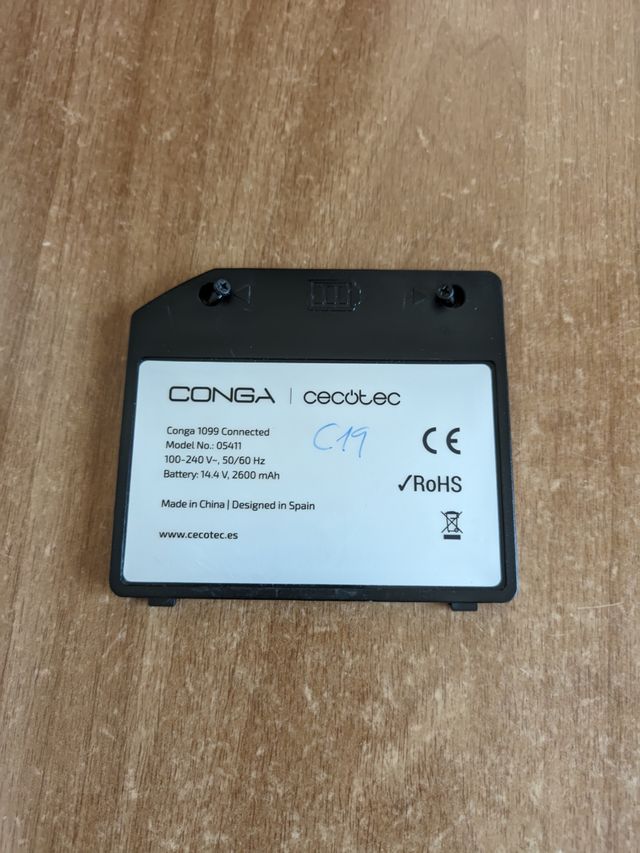 CONGA | cecotec
Conga 1099 Connected
Model No.: 05411
100-240 V~, 50/60 Hz
Battery: 14.4 V, 2600 mAh
C19
CE
✓RoHS
Made in China | Designed in Spain
www.cecotec.es